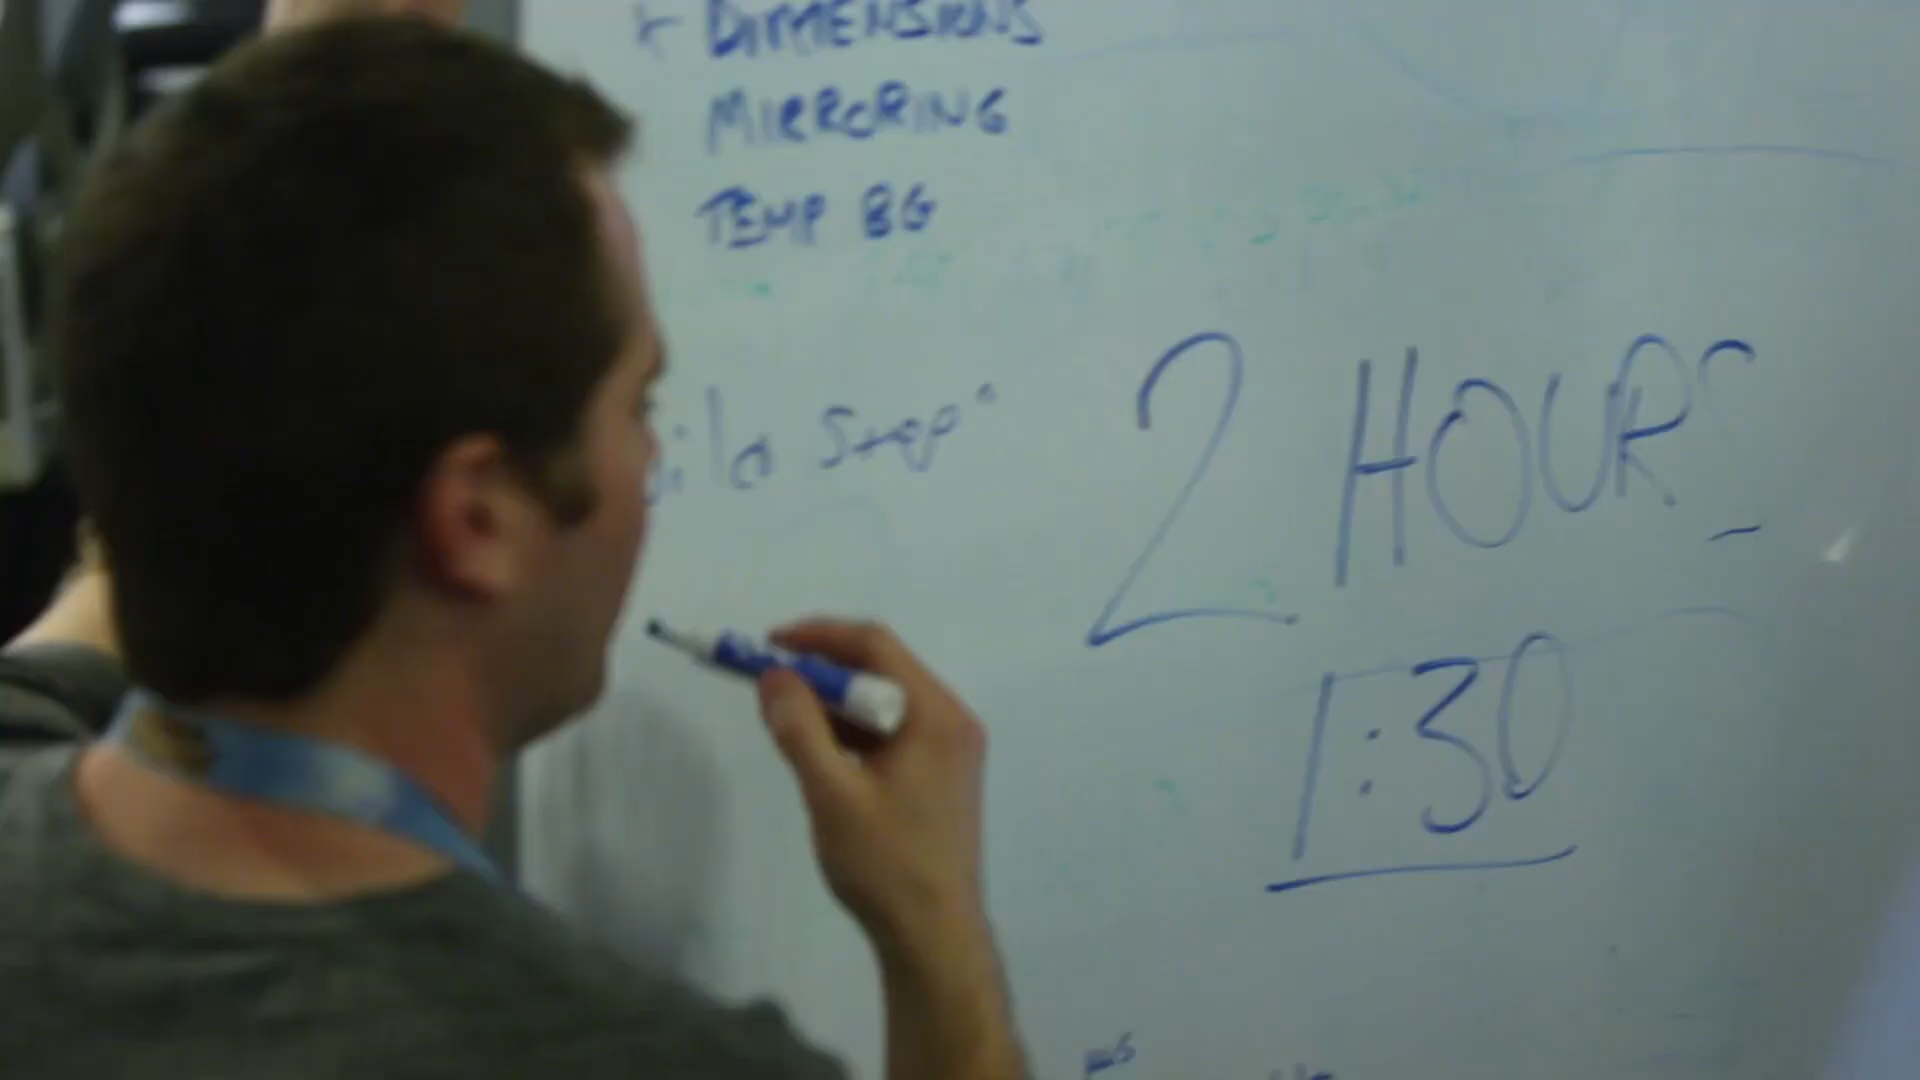 + DIMENSIONS
MIRRORING
TEMP BG
Step"
2 HOURS
1:30